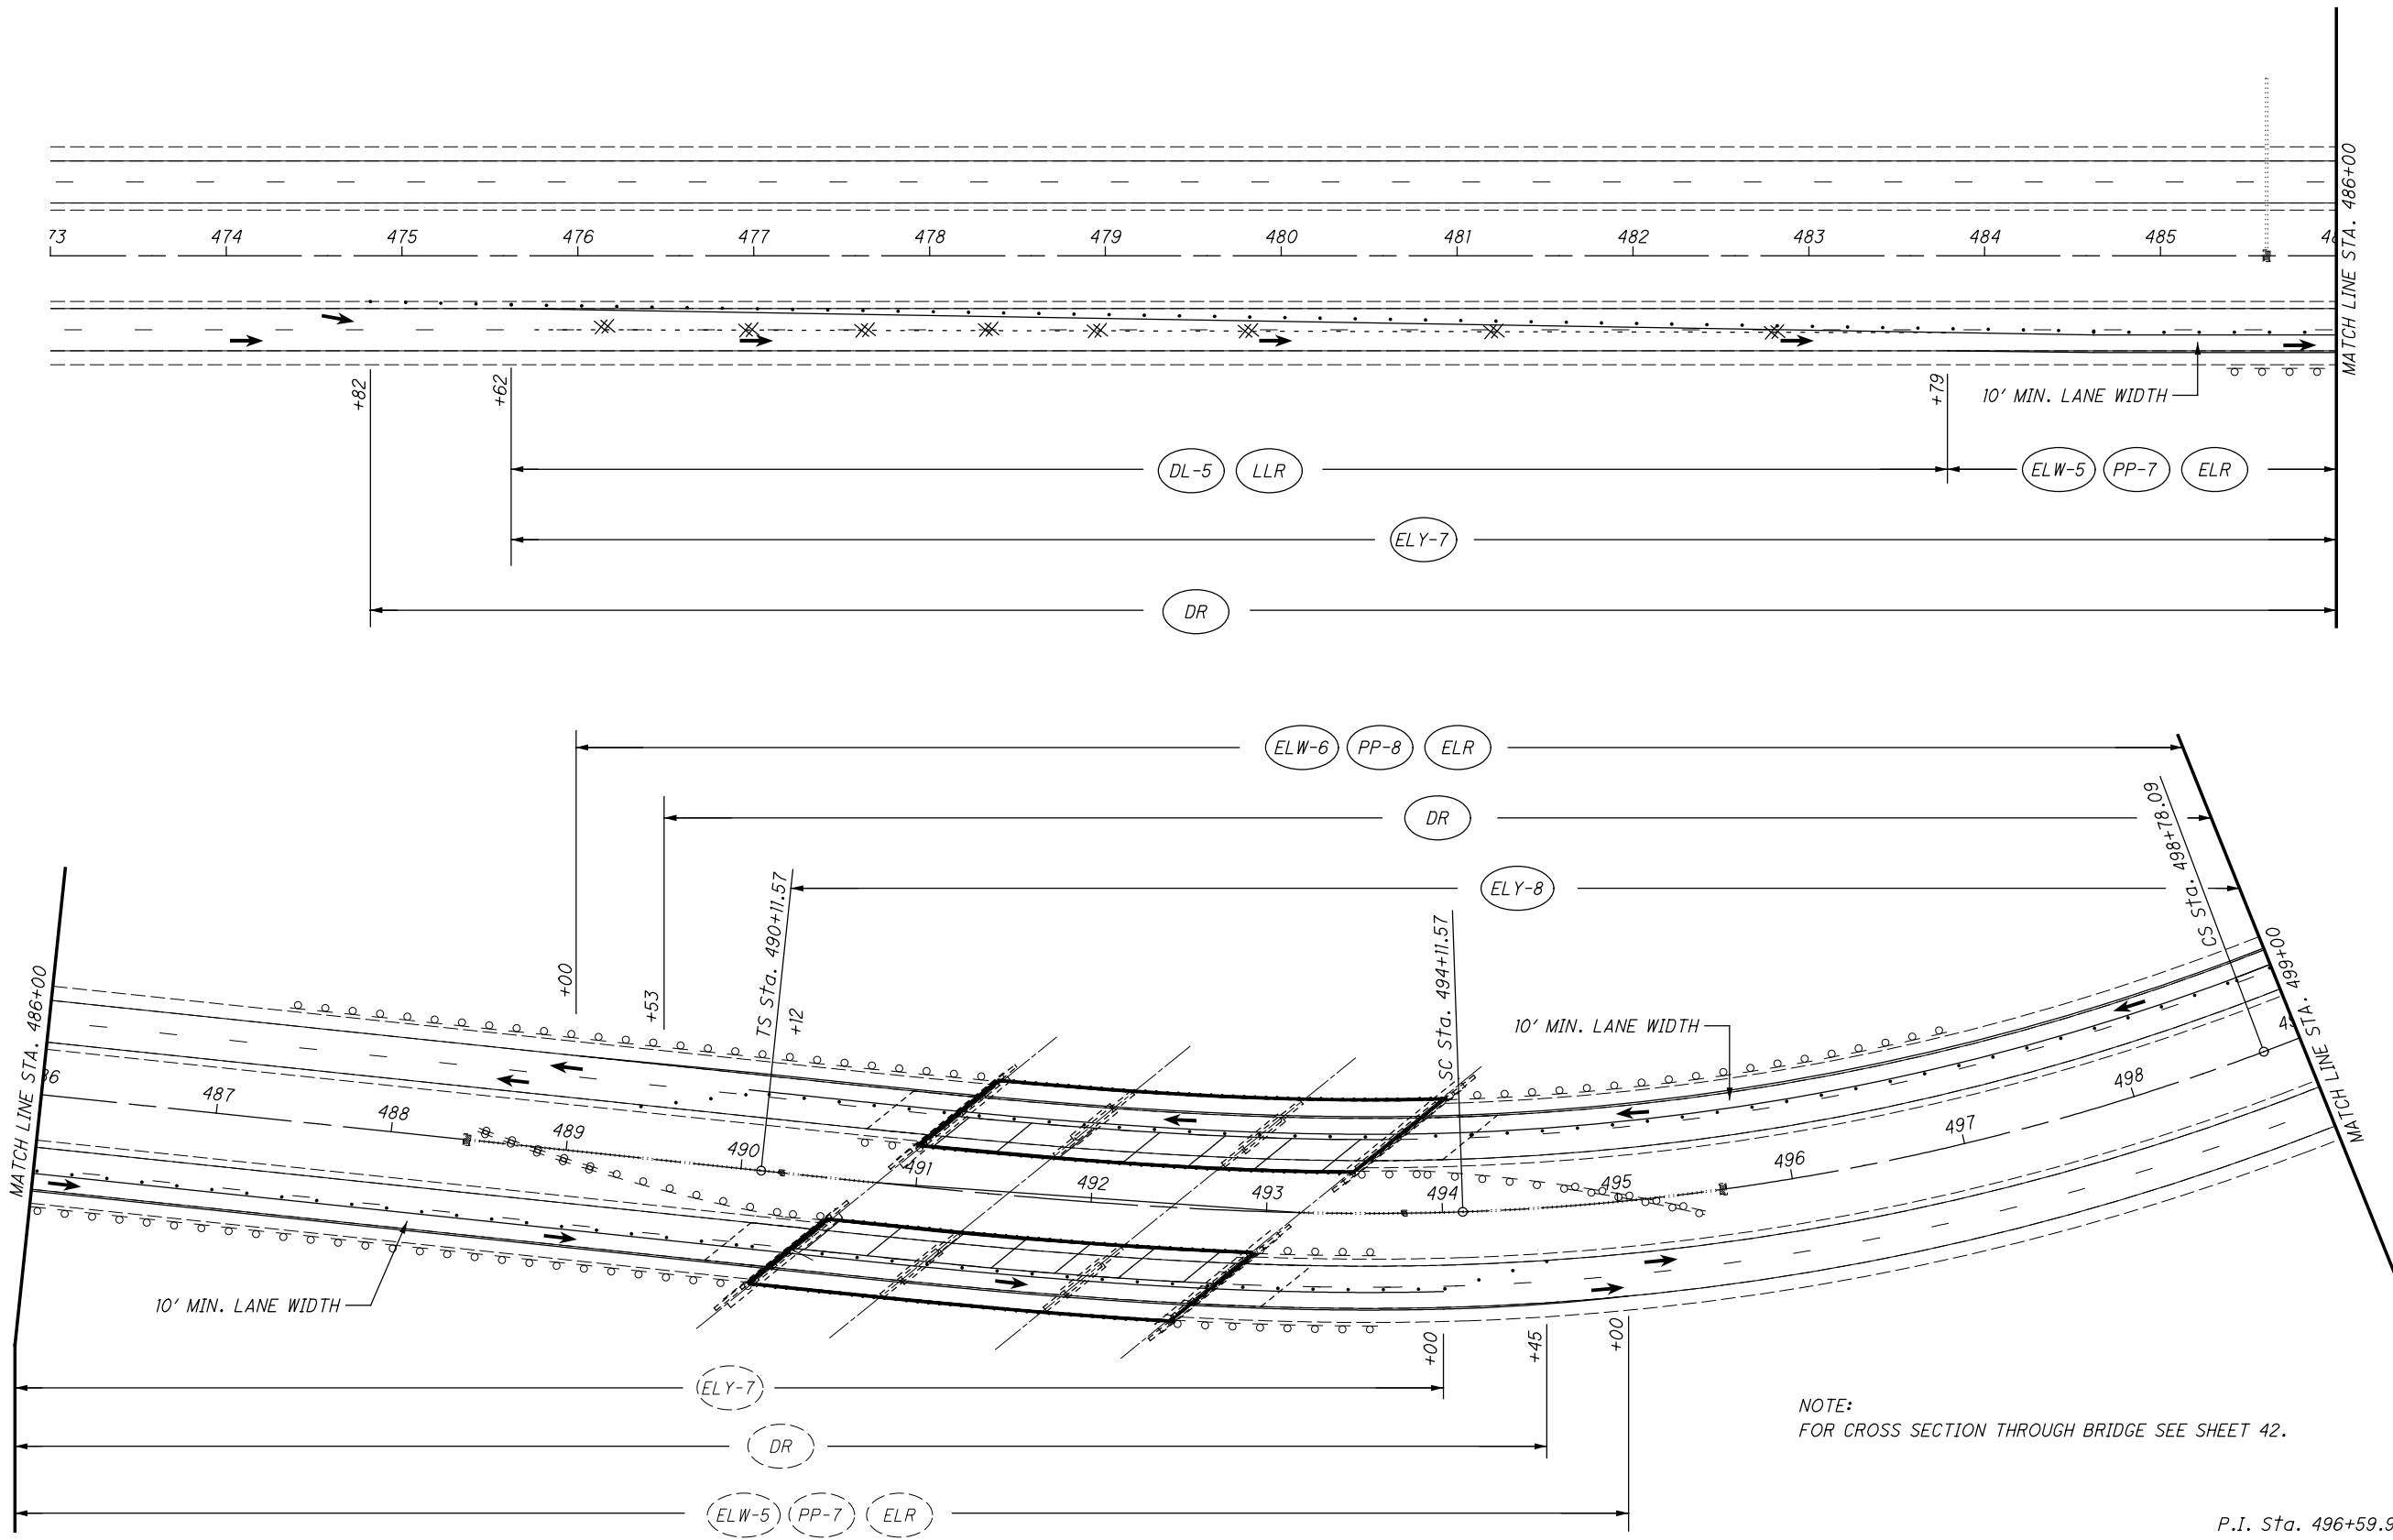 73 474 475 476 477 478 479 480 481 482 483 484 485
MATCH LINE STA. 486+00
+82
+62
+79
10' MIN. LANE WIDTH
DL-5 LLR
ELW-5 PP-7 ELR
ELY-7
DR
ELW-6 PP-8 ELR
DR
ELY-8
+00
+53
TS Sta. 490+11.57
+12
SC Sta. 494+11.57
CS Sta. 498+78.09
MATCH LINE STA. 486+00
MATCH LINE STA. 499+00
10' MIN. LANE WIDTH
487 488 489 490 491 492 493 494 495 496 497 498
10' MIN. LANE WIDTH
+00
+45
+00
ELY-7
DR
ELW-5 PP-7 ELR
NOTE:
FOR CROSS SECTION THROUGH BRIDGE SEE SHEET 42.
P.I. Sta. 496+59.9